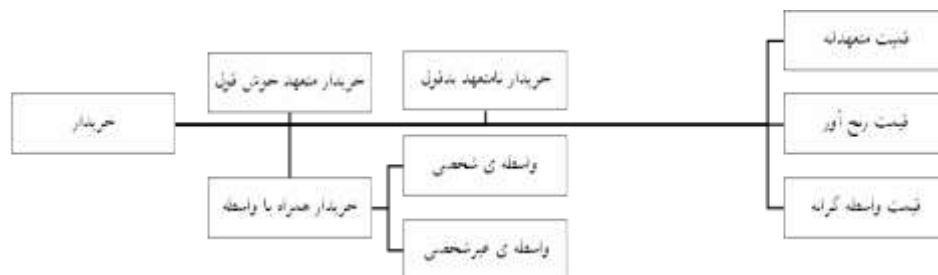 قیمت متعهدانه
خریدار نامتعهد بدقول
خریدار متعهد خوش قول
قیمت رنج آور
خریدار
واسطه ی شخصی
قیمت واسطه گرانه
خریدار همراه با واسطه
واسطه ی غیرشخصی